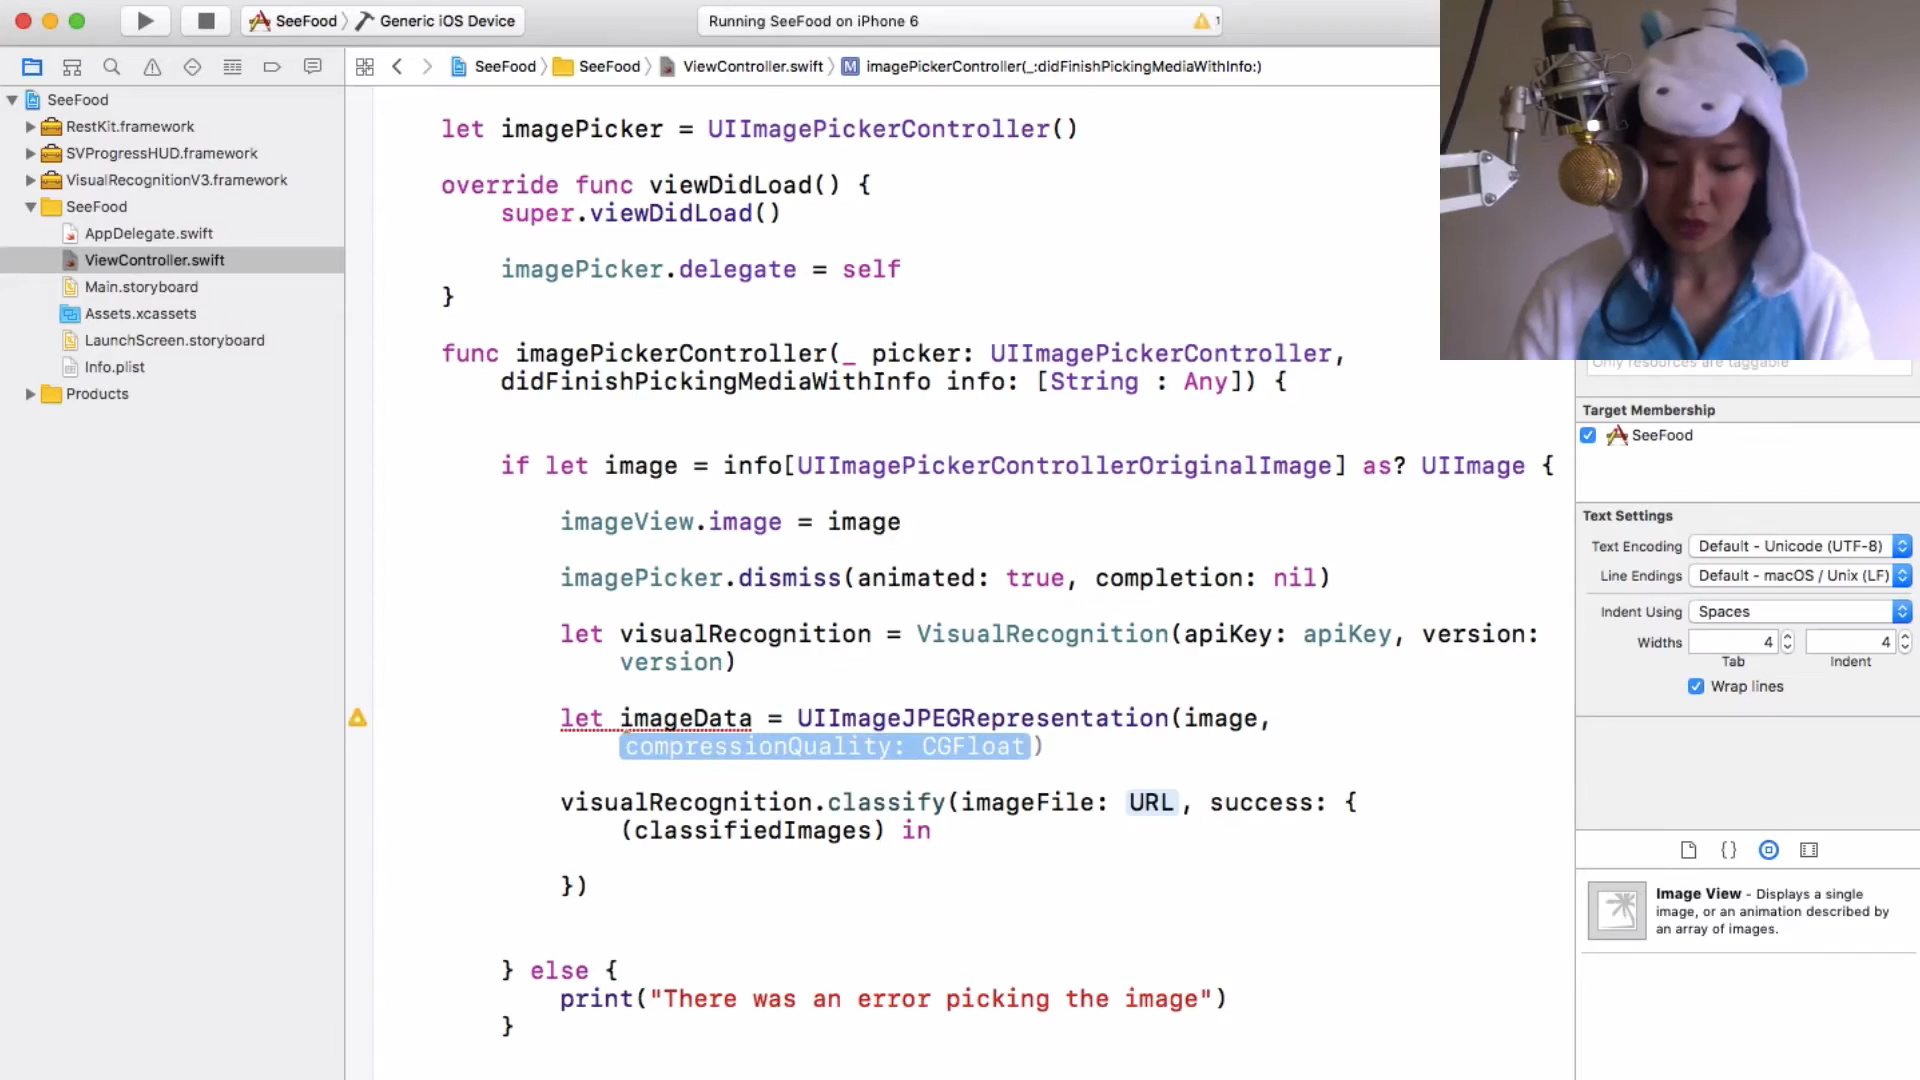 SeeFood
Generic iOS Device
Running SeeFood on iPhone 6
1
SeeFood
SeeFood
ViewController.swift
M
imagePickerController(_:didFinishPickingMediaWithInfo:)
SeeFood
RestKit.framework
SVProgressHUD.framework
VisualRecognitionV3.framework
SeeFood
AppDelegate.swift
ViewController.swift
Main.storyboard
Assets.xcassets
LaunchScreen.storyboard
Info.plist
Products
let imagePicker = UIImagePickerController()
override func viewDidLoad() {
super.viewDidLoad()
imagePicker.delegate = self
}
func imagePickerController(_ picker: UIImagePickerController,
didFinishPickingMediaWithInfo info: [String : Any]) {
if let image = info[UIImagePickerControllerOriginalImage] as? UIImage {
imageView.image = image
imagePicker.dismiss(animated: true, completion: nil)
let visualRecognition = VisualRecognition(apiKey: apiKey, version:
version)
let imageData = UIImageJPEGRepresentation(image,
compressionQuality: CGFloat)
visualRecognition.classify(imageFile: URL, success: {
(classifiedImages) in
})
} else {
print("There was an error picking the image")
}
Only resources are taggable
Target Membership
SeeFood
Text Settings
Text Encoding Default - Unicode (UTF-8)
Line Endings Default - macOS / Unix (LF)
Indent Using Spaces
Widths 4 4
Tab Indent
Wrap lines
{}
Image View - Displays a single
image, or an animation described by
an array of images.